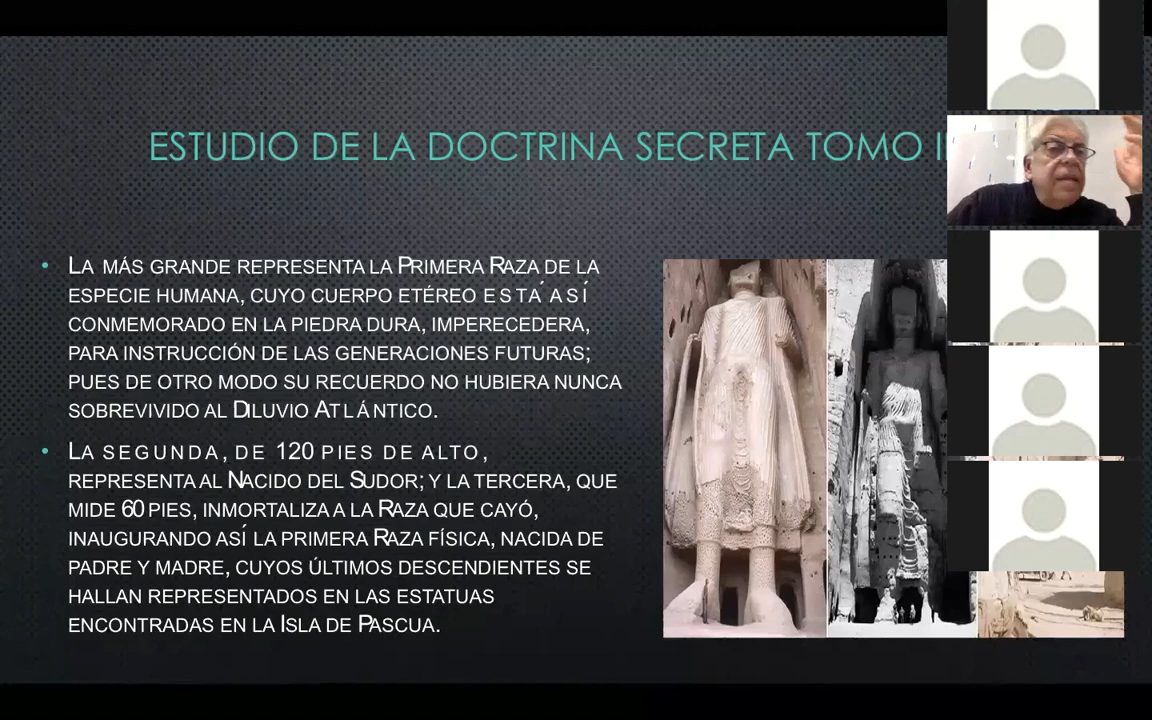 ESTUDIO DE LA DOCTRINA SECRETA TOMO
• LA MÁS GRANDE REPRESENTA LA PRIMERA RAZA DE LA
ESPECIE HUMANA, CUYO CUERPO ETÉREO ESTÁ ASÍ
CONMEMORADO EN LA PIEDRA DURA, IMPERECEDERA,
PARA INSTRUCCIÓN DE LAS GENERACIONES FUTURAS;
PUES DE OTRO MODO SU RECUERDO NO HUBIERA NUNCA
SOBREVIVIDO AL DILUVIO ATLÁNTICO.
• LA SEGUNDA, DE 120 PIES DE ALTO,
REPRESENTA AL NACIDO DEL SUDOR; Y LA TERCERA, QUE
MIDE 60 PIES, INMORTALIZA A LA RAZA QUE CAYÓ,
INAUGURANDO ASÍ LA PRIMERA RAZA FÍSICA, NACIDA DE
PADRE Y MADRE, CUYOS ÚLTIMOS DESCENDIENTES SE
HALLAN REPRESENTADOS EN LAS ESTATUAS
ENCONTRADAS EN LA ISLA DE PASCUA.